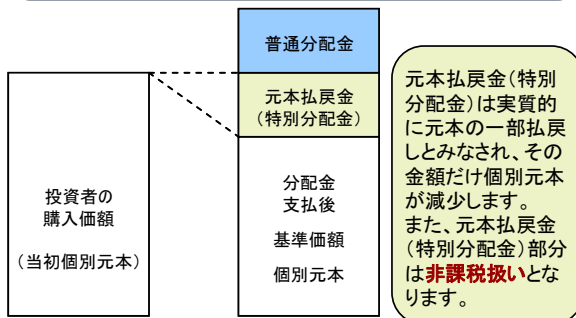 普通分配金
元本払戻金
(特別分配金)
投資者の
購入価額
(当初個別元本)
分配金
支払後
基準価額
個別元本
元本払戻金(特別
分配金)は実質的
に元本の一部払戻
しとみなされ、その
金額だけ個別元本
が減少します。
また、元本払戻金
(特別分配金)部分
は非課税扱いとな
ります。